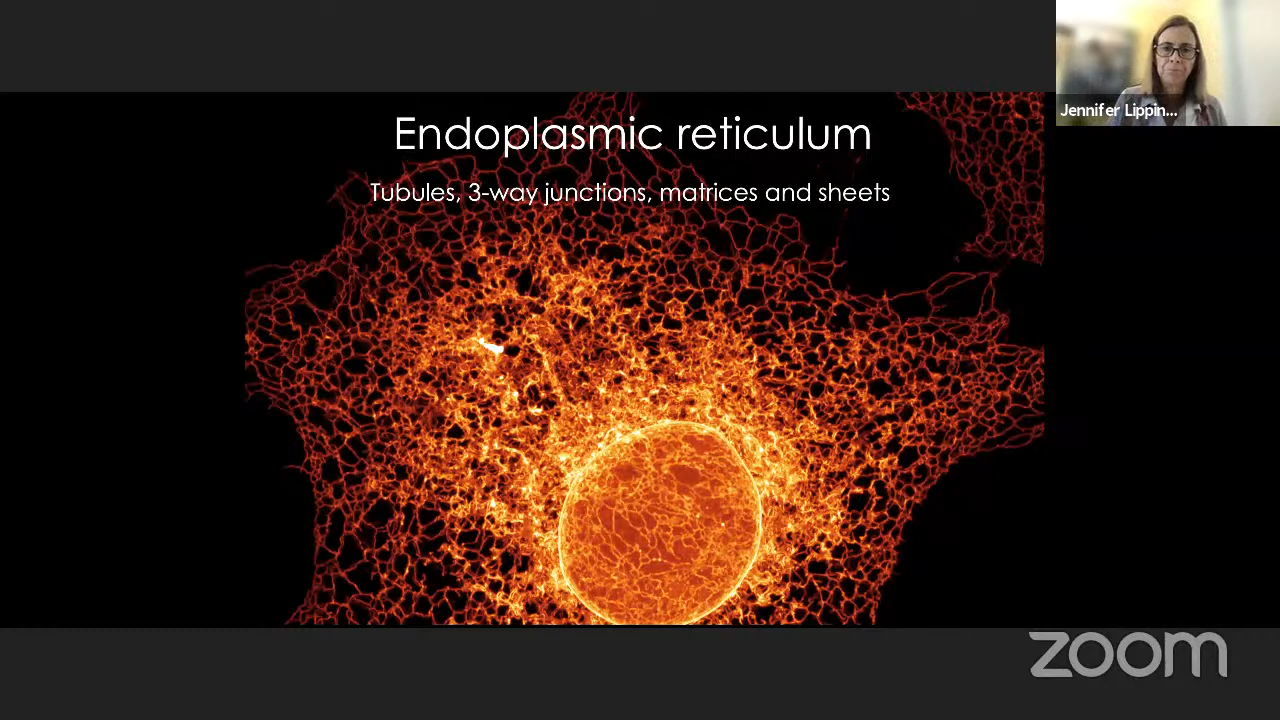 Endoplasmic reticulum
Tubules, 3-way junctions, matrices and sheets
Jennifer Lippin...
zoom